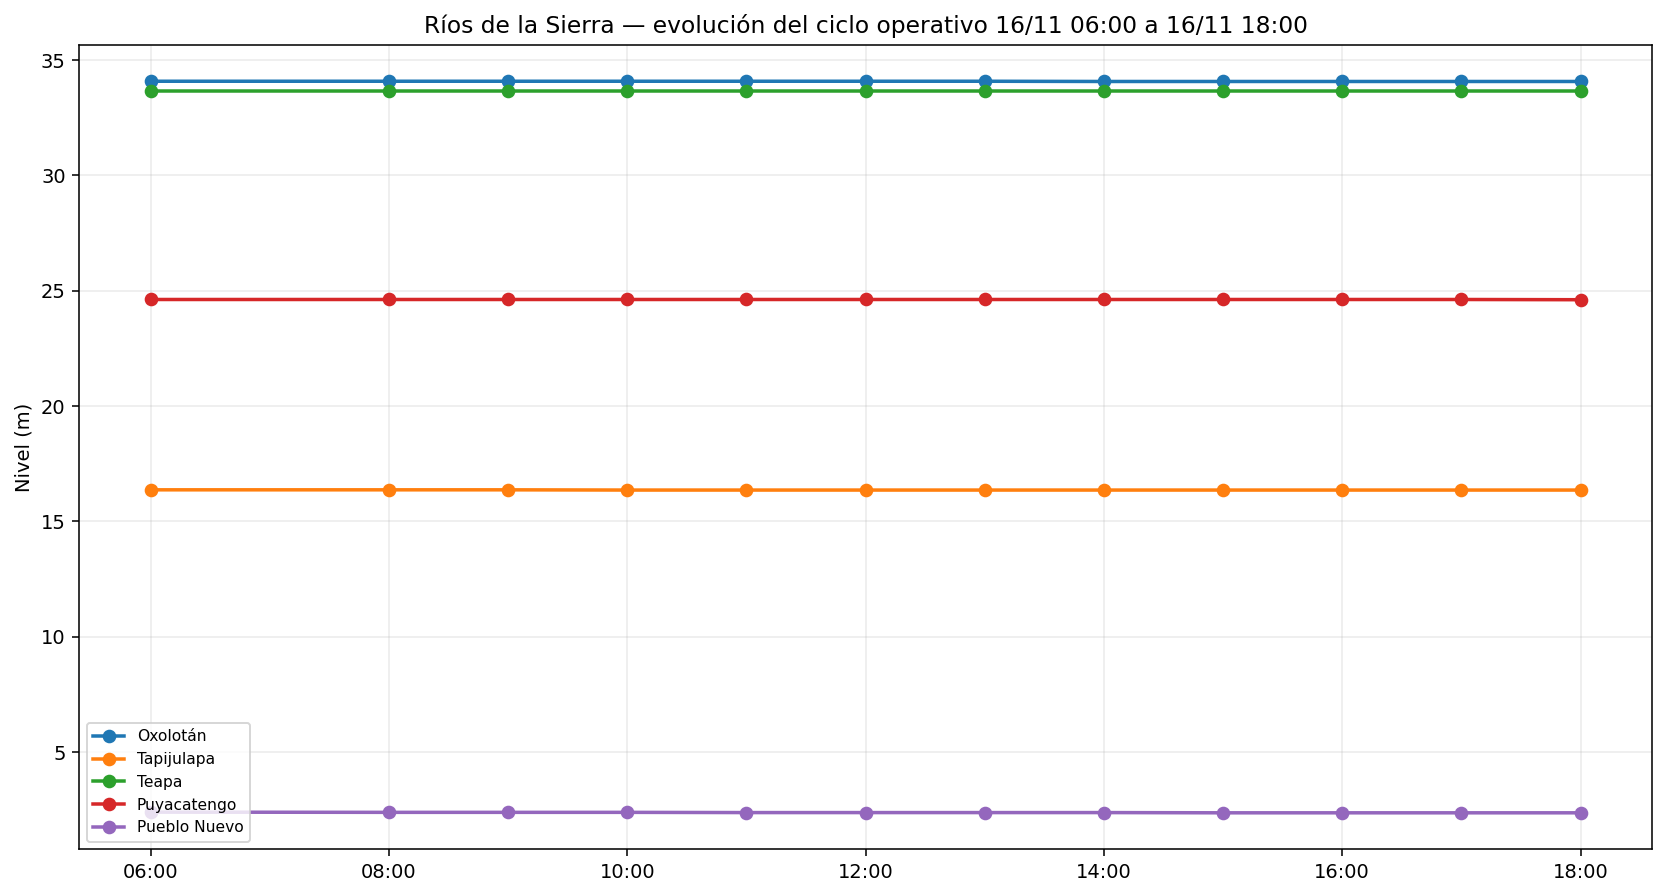 Ríos de la Sierra — evolución del ciclo operativo 16/11 06:00 a 16/11 18:00
Nivel (m)
35
30
25
20
15
10
5
Oxolotán
Tapijulapa
Teapa
Puyacatengo
Pueblo Nuevo
06:00
08:00
10:00
12:00
14:00
16:00
18:00